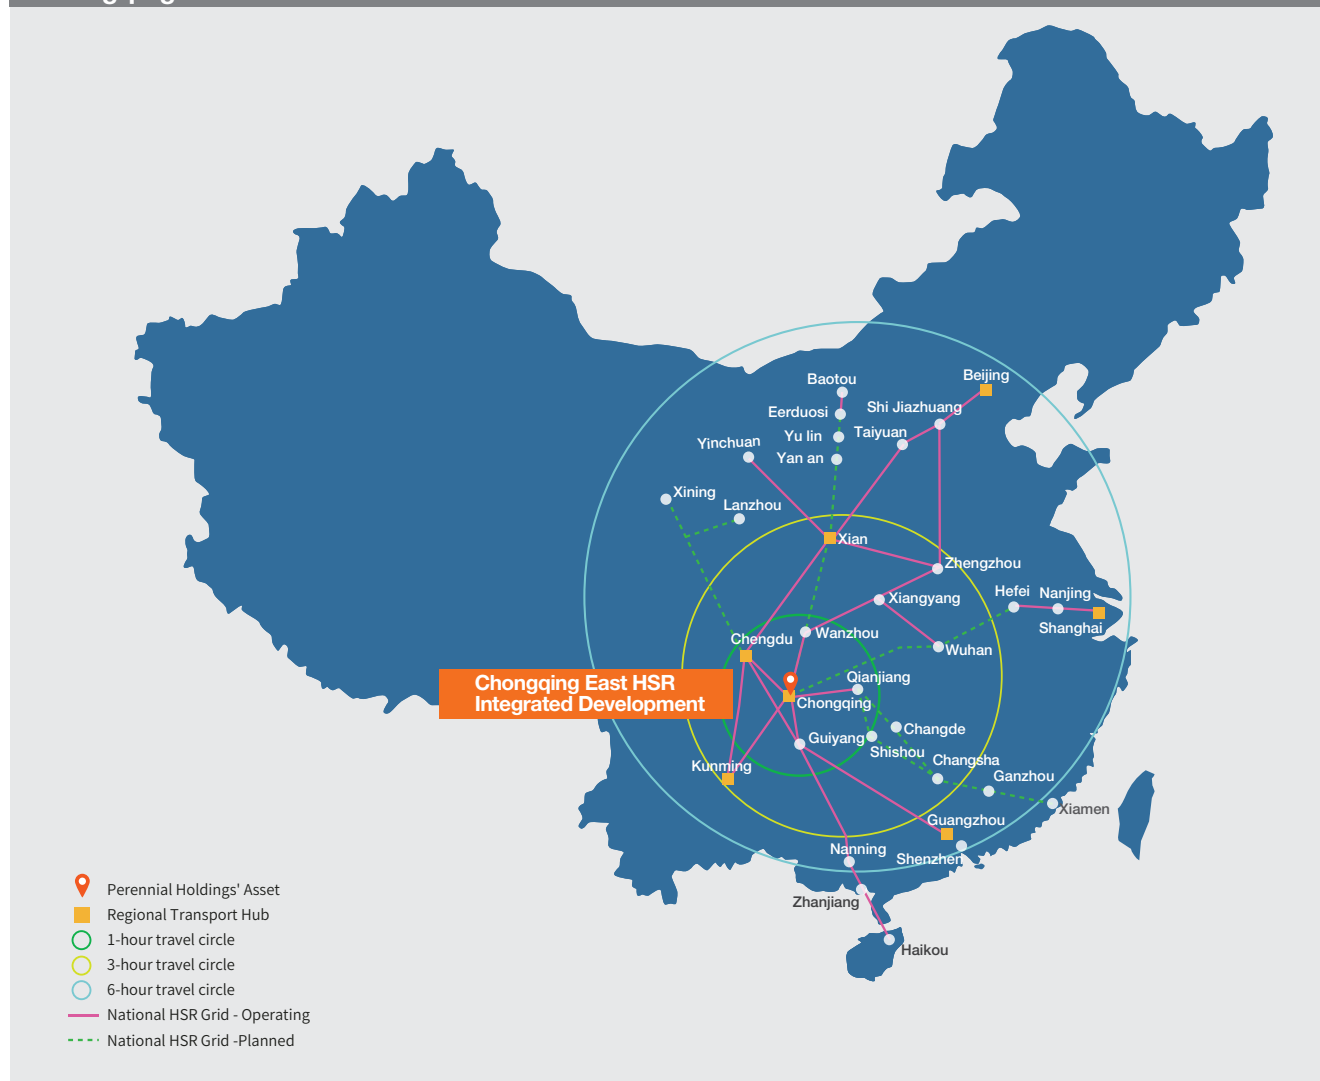 Baotou
Beijing
Eerduosi
Shi Jiazhuang
Yu lin
Taiyuan
Yinchuan
Yan an
Xining
Lanzhou
Xian
Zhengzhou
Hefei
Nanjing
Xiangyang
Shanghai
Chengdu
Wanzhou
Wuhan
Chongqing East HSR
Integrated Development
Qianjiang
Chongqing
Changde
Guiyang
Shishou
Changsha
Kunming
Ganzhou
Xiamen
Guangzhou
Nanning
Shenzhen
Zhanjiang
Haikou
Perennial Holdings' Asset
Regional Transport Hub
1-hour travel circle
3-hour travel circle
6-hour travel circle
National HSR Grid - Operating
National HSR Grid -Planned